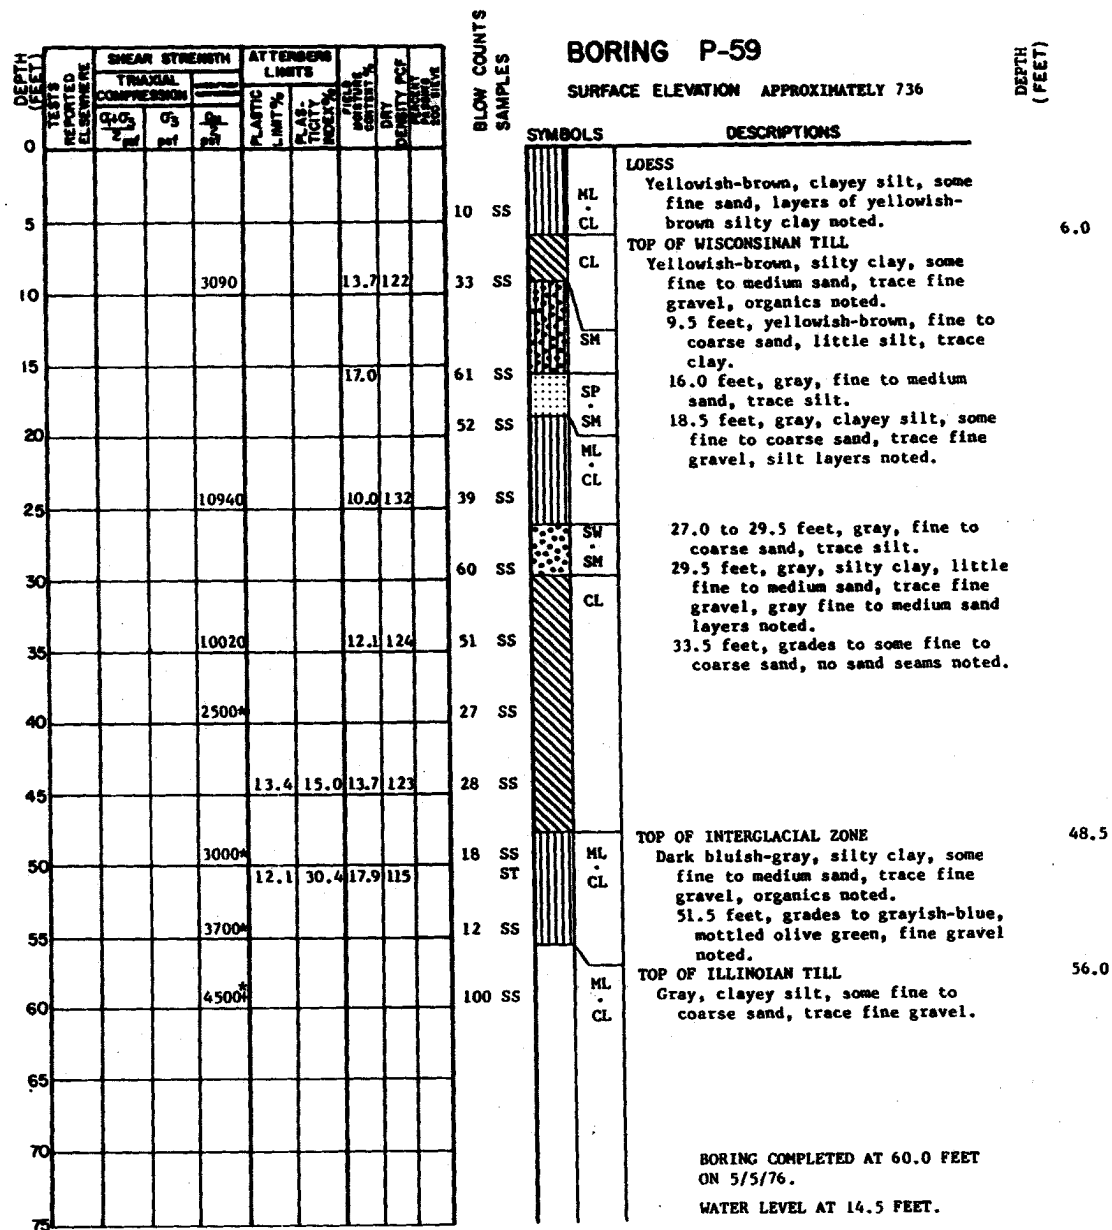 BORING P-59
SURFACE ELEVATION APPROXIMATELY 736
DEPTH (FEET)
TESTS REPORTED ELSEWHERE
SHEAR STRENGTH
TRIAXIAL COMPRESSION
psf
psf
psf
ATTERBERG LIMITS
PLASTIC LIMIT%
PLAS-TICITY INDEX%
FIELD MOISTURE CONTENT %
DRY DENSITY PCF
PERCENT PASSING 200 SIEVE
BLOW COUNTS
SAMPLES
SYMBOLS
DESCRIPTIONS
DEPTH (FEET)
0
LOESS
Yellowish-brown, clayey silt, some
fine sand, layers of yellowish-
brown silty clay noted.
ML
·
CL
10 SS
5
6.0
TOP OF WISCONSINAN TILL
CL
Yellowish-brown, silty clay, some
fine to medium sand, trace fine
gravel, organics noted.
3090 13.7 122 33 SS
10
9.5 feet, yellowish-brown, fine to
coarse sand, little silt, trace
clay.
SM
15
17.0 61 SS
16.0 feet, gray, fine to medium
sand, trace silt.
SP
·
SM
18.5 feet, gray, clayey silt, some
fine to coarse sand, trace fine
gravel, silt layers noted.
52 SS
20
ML
·
CL
10940 10.0 132 39 SS
25
27.0 to 29.5 feet, gray, fine to
coarse sand, trace silt.
SW
·
SM
60 SS
30
29.5 feet, gray, silty clay, little
fine to medium sand, trace fine
gravel, gray fine to medium sand
layers noted.
CL
33.5 feet, grades to some fine to
coarse sand, no sand seams noted.
10020 12.1 124 51 SS
35
2500* 27 SS
40
13.4 15.0 13.7 123 28 SS
45
TOP OF INTERGLACIAL ZONE
48.5
Dark bluish-gray, silty clay, some
fine to medium sand, trace fine
gravel, organics noted.
ML
·
CL
3000* 18 SS
50
12.1 30.4 17.9 115 ST
51.5 feet, grades to grayish-blue,
mottled olive green, fine gravel
noted.
3700* 12 SS
55
TOP OF ILLINOIAN TILL
56.0
Gray, clayey silt, some fine to
coarse sand, trace fine gravel.
ML
·
CL
4500* 100 SS
60
65
70
BORING COMPLETED AT 60.0 FEET
ON 5/5/76.
WATER LEVEL AT 14.5 FEET.
75